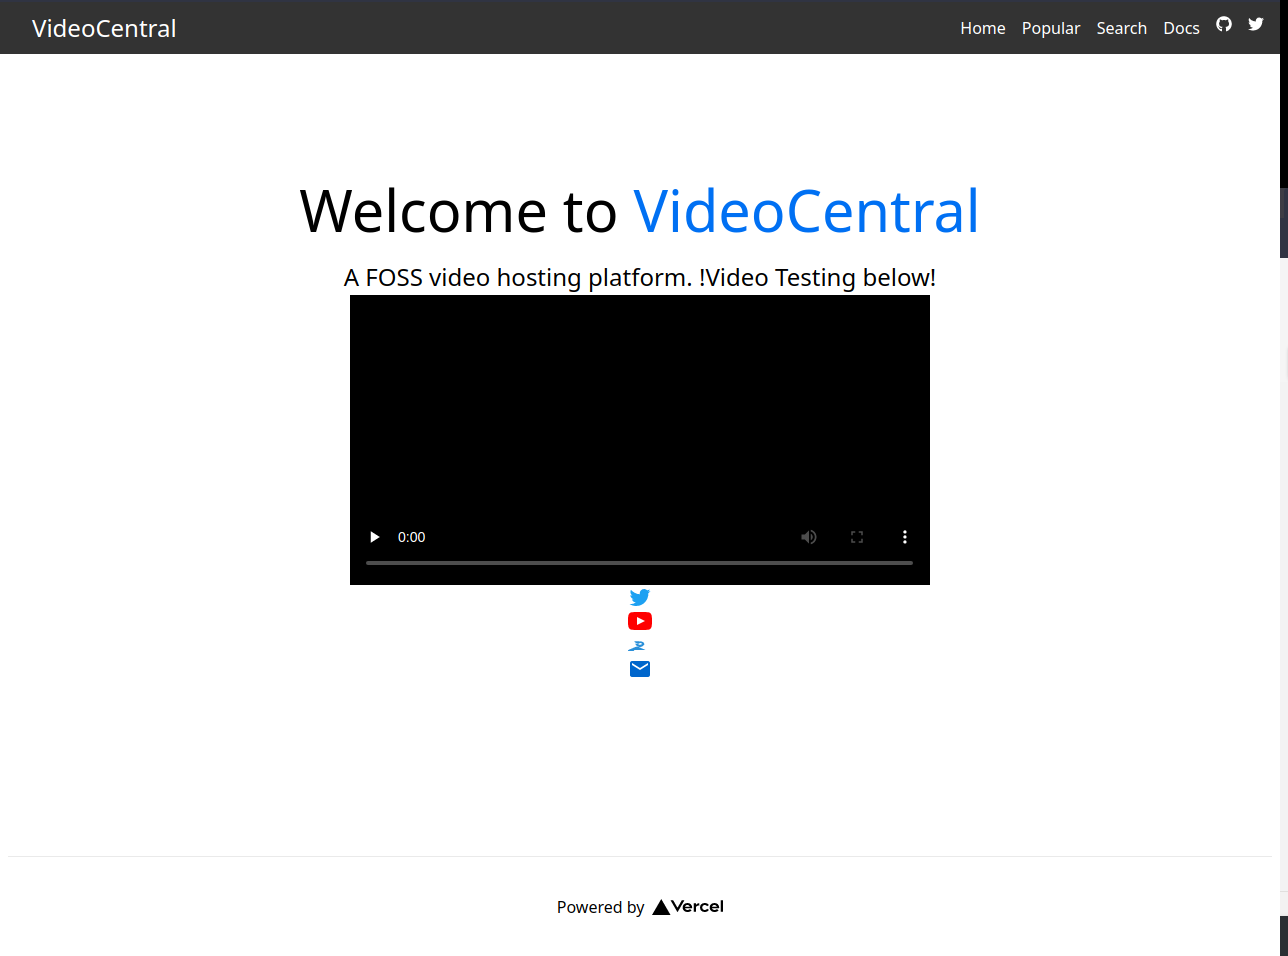 VideoCentral
Home Popular Search Docs
Welcome to VideoCentral
A FOSS video hosting platform. !Video Testing below!
0:00
Powered by Vercel